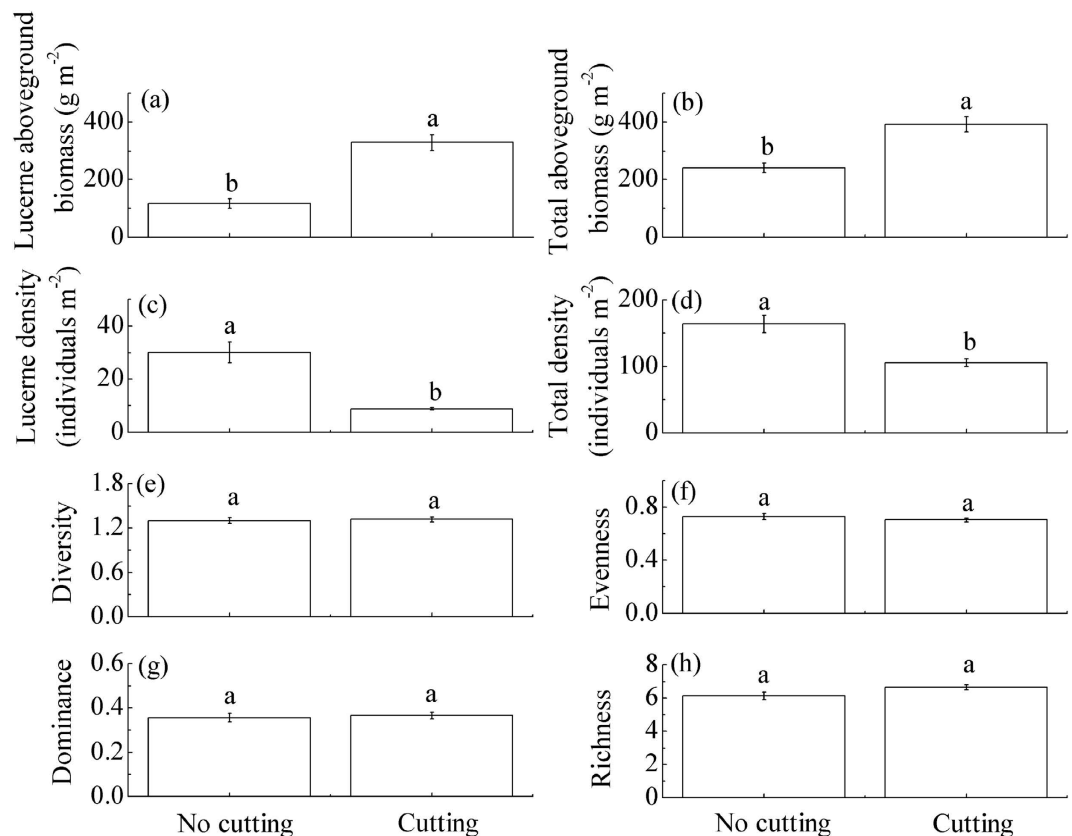 Lucerne aboveground
biomass (g m⁻²)
(a)
400
200
0
b
a
Total aboveground
biomass (g m⁻²)
(b)
400
200
0
b
a
Lucerne density
(individuals m⁻²)
(c)
40
20
0
a
b
Total density
(individuals m⁻²)
(d)
200
100
0
a
b
Diversity
(e)
1.8
1.2
0.6
0.0
a
a
Evenness
(f)
0.8
0.4
0.0
a
a
Dominance
(g)
0.6
0.4
0.2
0.0
a
a
No cutting
Cutting
Richness
(h)
8
6
4
2
0
a
a
No cutting
Cutting